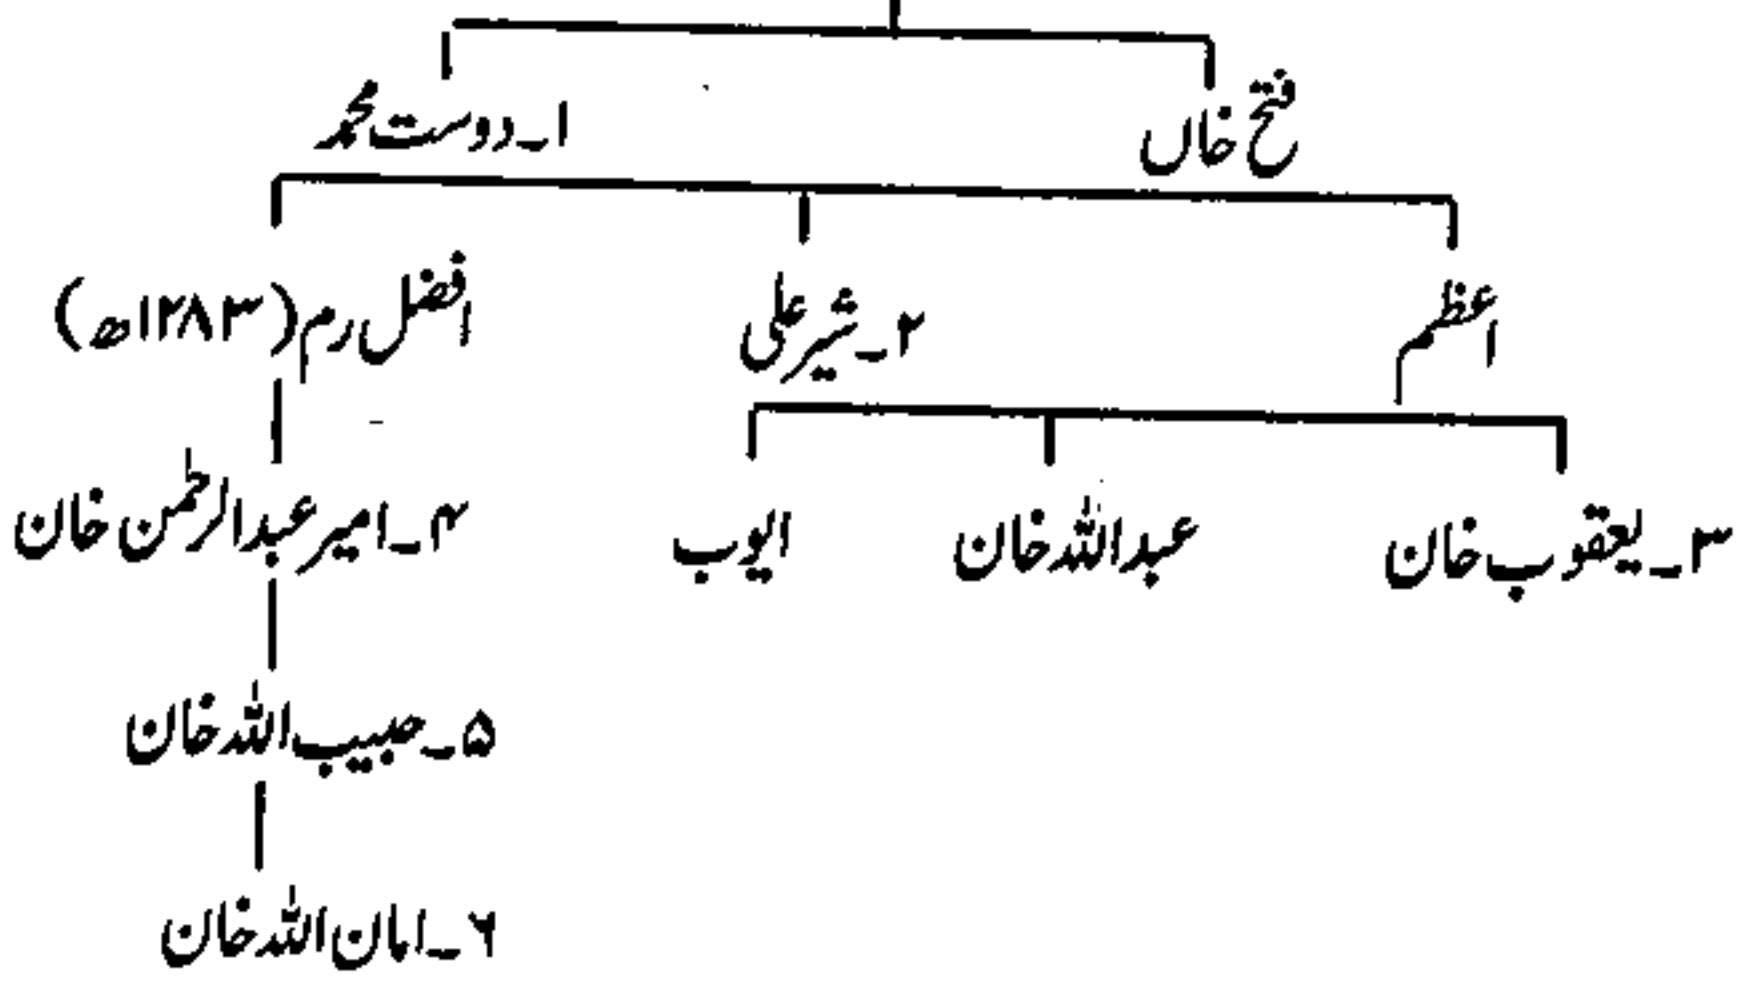 فتح خاں ۱۔دوست محمد
اعظم ۲۔شیر علی افضل رم (۱۲۸۳ھ)
۳۔یعقوب خان عبداللہ خان ایوب ۴۔امیر عبدالرحمٰن خان
۵۔حبیب اللہ خان
۶۔امان اللہ خان